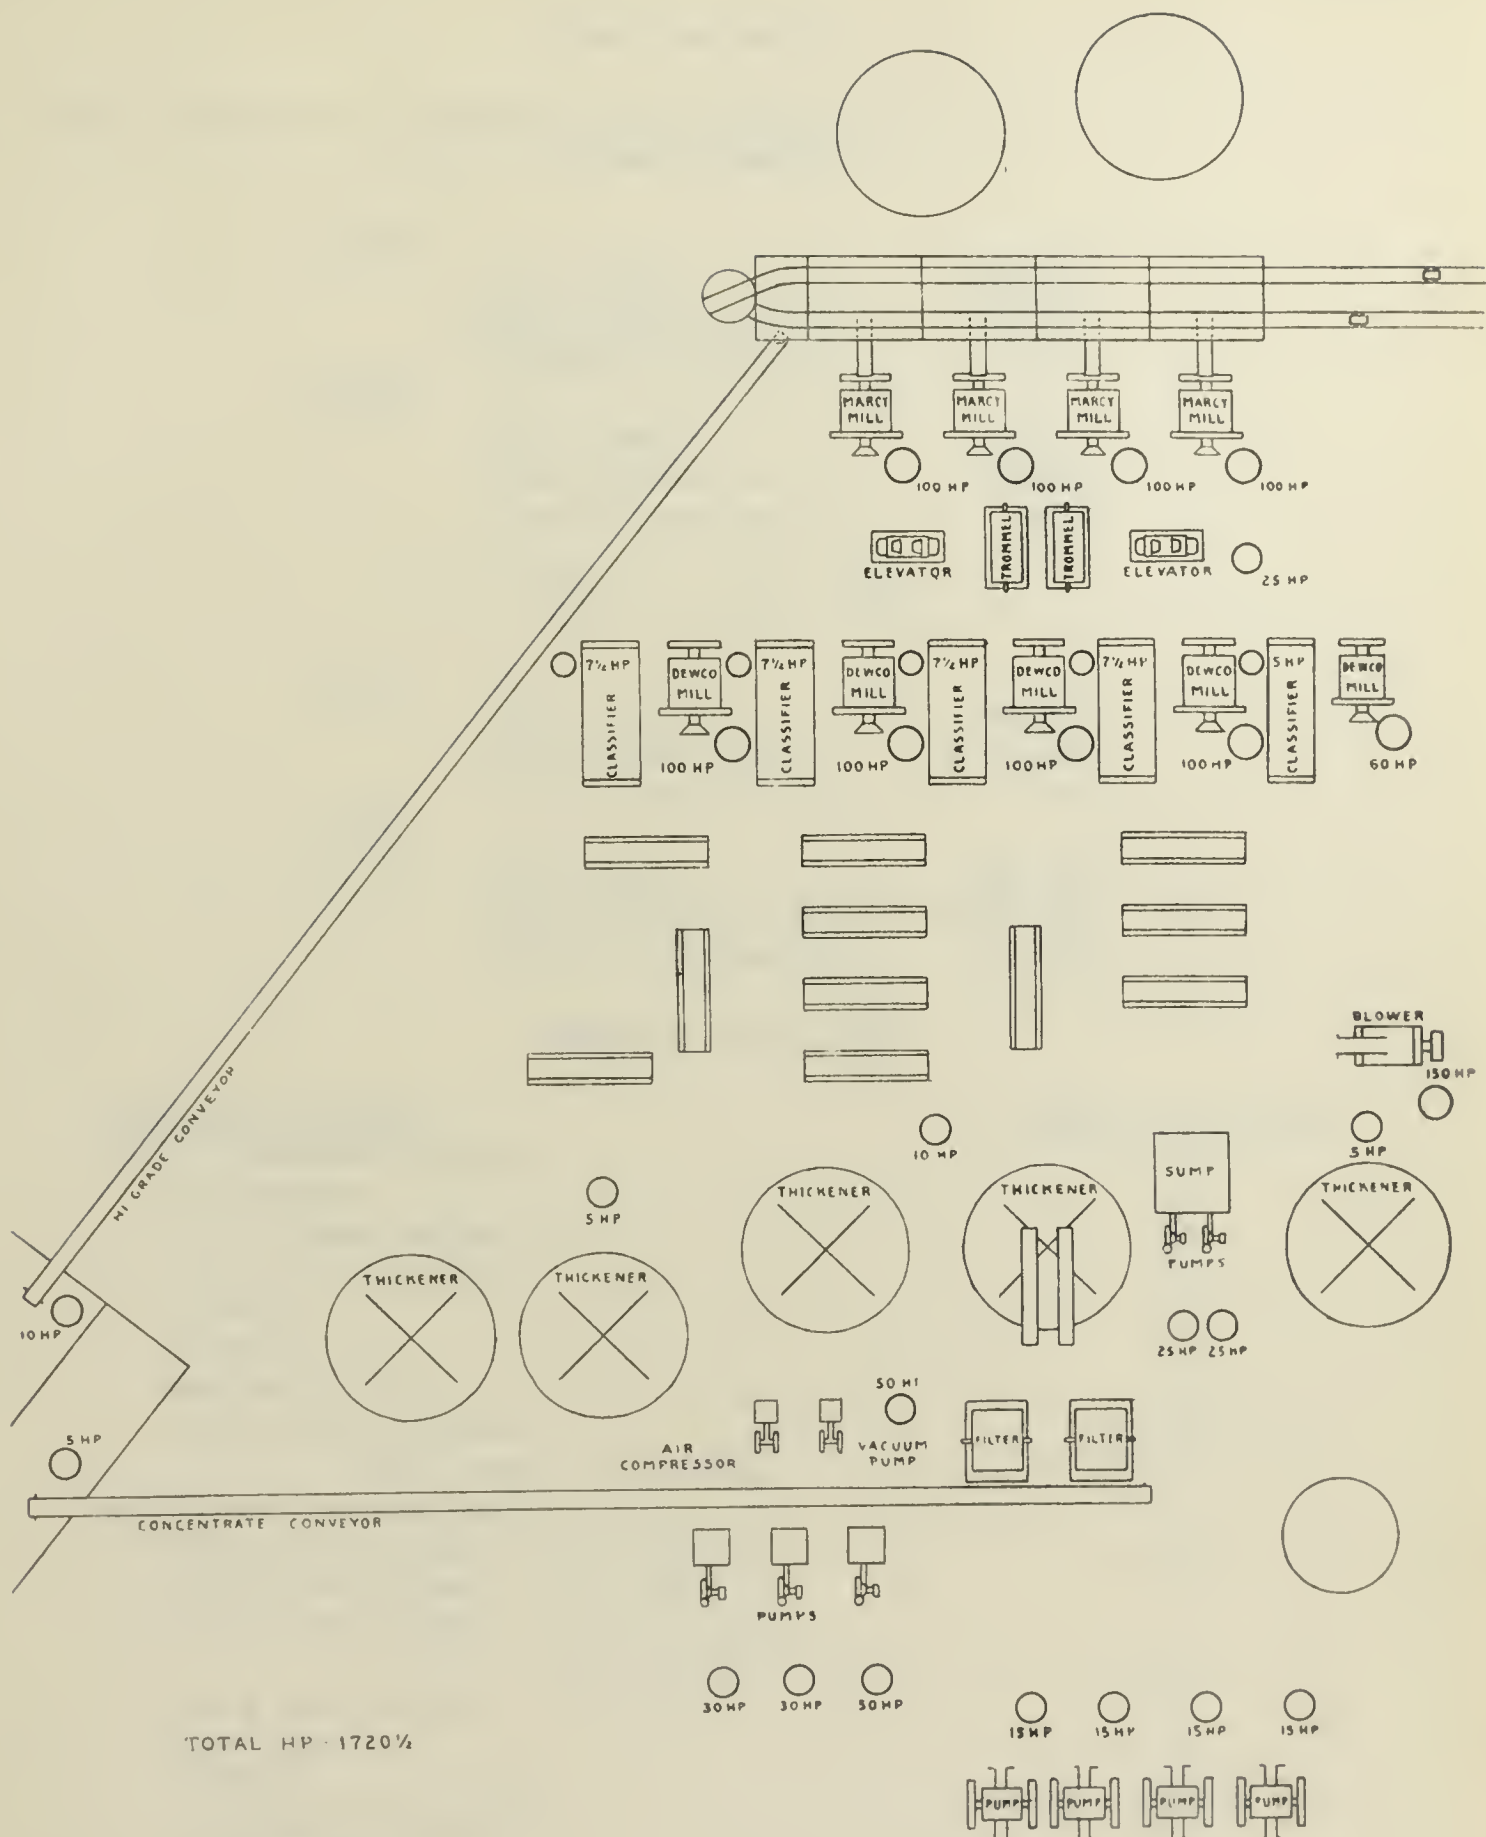 MARCY
MILL
MARCY
MILL
MARCY
MILL
MARCY
MILL
100 HP
100 HP
100 HP
100 HP
ELEVATOR
TROMMEL
TROMMEL
ELEVATOR
25 HP
7½ HP
CLASSIFIER
DEWCO
MILL
100 HP
7½ HP
CLASSIFIER
DEWCO
MILL
100 HP
7½ HP
CLASSIFIER
DEWCO
MILL
100 HP
7½ HP
CLASSIFIER
DEWCO
MILL
100 HP
5 HP
CLASSIFIER
DEWCO
MILL
60 HP
BLOWER
150 HP
HI GRADE CONVEYOR
10 HP
5 HP
SUMP
PUMPS
5 HP
THICKENER
THICKENER
THICKENER
THICKENER
THICKENER
10 HP
25 HP
25 HP
50 HP
AIR
COMPRESSOR
VACUUM
PUMP
FILTER
FILTER
5 HP
CONCENTRATE CONVEYOR
PUMPS
30 HP
30 HP
50 HP
15 HP
15 HP
15 HP
15 HP
TOTAL HP - 1720½
PUMP
PUMP
PUMP
PUMP